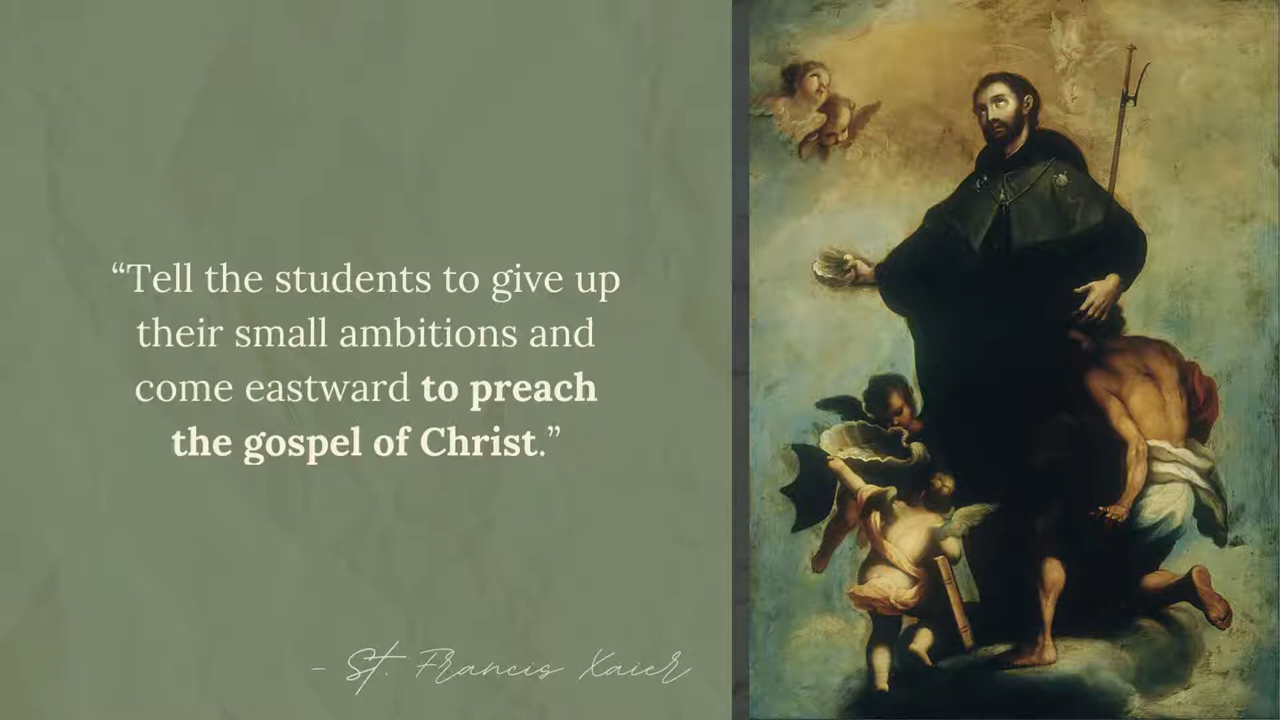 “Tell the students to give up
their small ambitions and
come eastward to preach
the gospel of Christ.”
– St. Francis Xaier